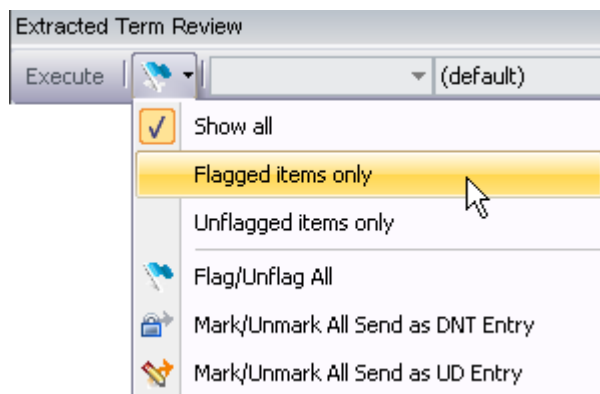 Extracted Term Review
Execute (default)
Show all
Flagged items only
Unflagged items only
Flag/Unflag All
Mark/Unmark All Send as DNT Entry
Mark/Unmark All Send as UD Entry